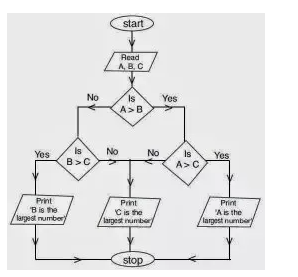 start
Read
A, B, C
No
Is
A > B
Yes
Yes
Is
B > C
No
No
Is
A > C
Yes
Print
'B is the
largest number'
Print
'C is the
largest number'
Print
'A is the
largest number'
stop